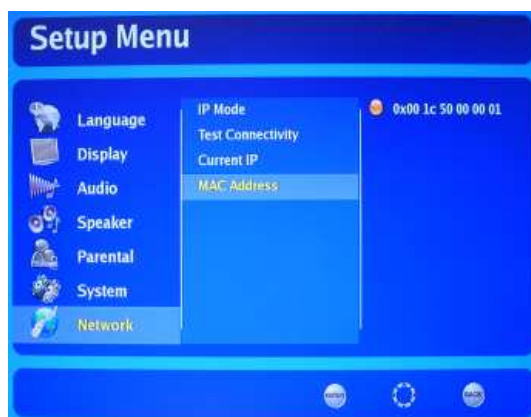 Setup Menu
Language
Display
Audio
Speaker
Parental
System
Network
IP Mode
Test Connectivity
Current IP
MAC Address
0x00 1c 50 00 00 01
ENTER
BACK